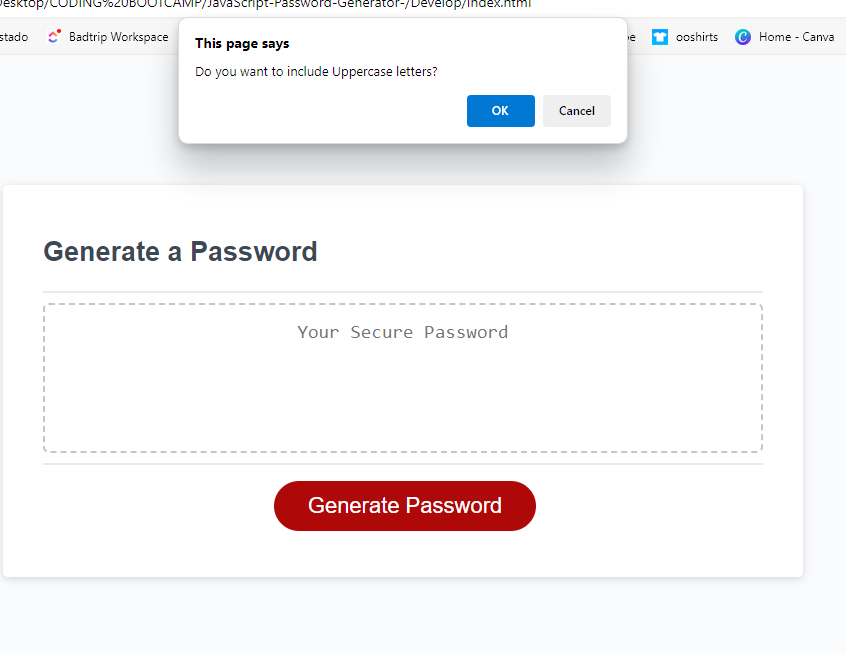 Desktop/CODING%20BOOTCAMP/JavaScript-Password-Generator-/Develop/index.html
stado Badtrip Workspace ooshirts Home - Canva
This page says
Do you want to include Uppercase letters?
OK Cancel
Generate a Password
Your Secure Password
Generate Password